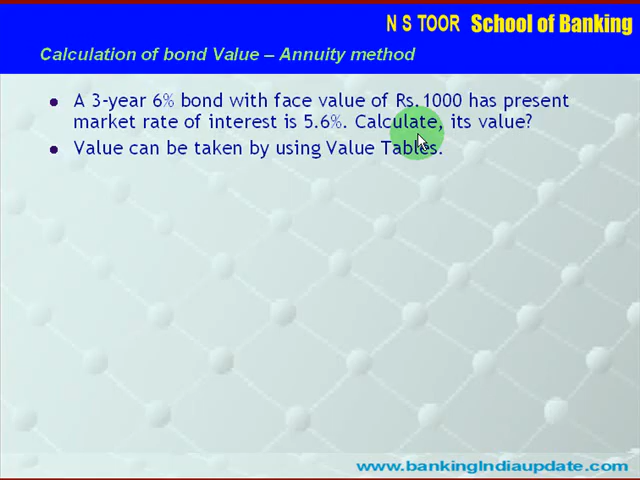 N S TOOR School of Banking
Calculation of bond Value – Annuity method
• A 3-year 6% bond with face value of Rs.1000 has present
market rate of interest is 5.6%. Calculate, its value?
• Value can be taken by using Value Tables.
www.bankingIndiaupdate.com